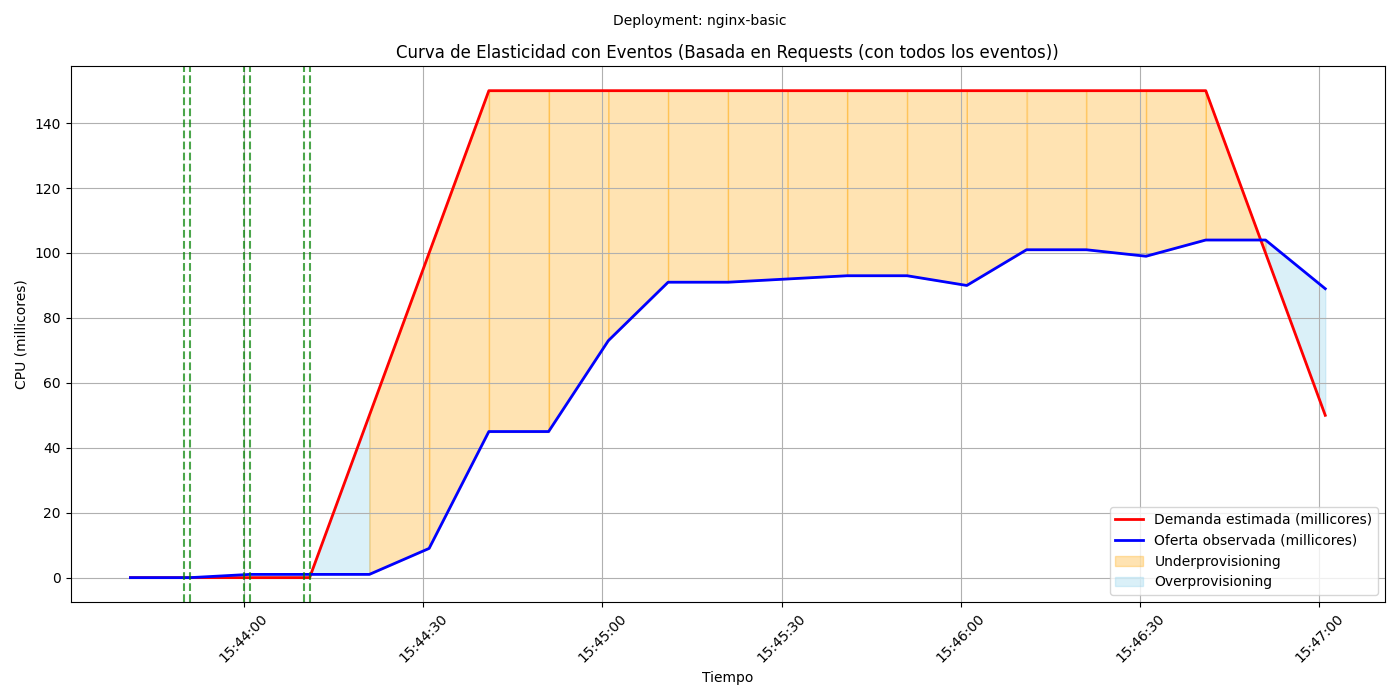 Deployment: nginx-basic
Curva de Elasticidad con Eventos (Basada en Requests (con todos los eventos))
CPU (millicores)
140
120
100
80
60
40
20
0
Demanda estimada (millicores)
Oferta observada (millicores)
Underprovisioning
Overprovisioning
15:44:00
15:44:30
15:45:00
15:45:30
15:46:00
15:46:30
15:47:00
Tiempo